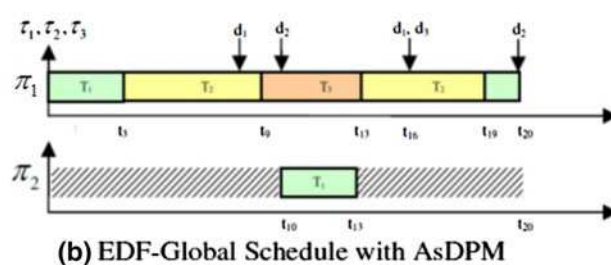 τ₁, τ₂, τ₃
d₁ d₂ d₁, d₃ d₂
π₁ T₁ T₂ T₃ T₂
t₃ t₉ t₁₃ t₁₆ t₁₉ t₂₀
π₂ T₁
t₁₀ t₁₃ t₂₀
(b) EDF-Global Schedule with AsDPM